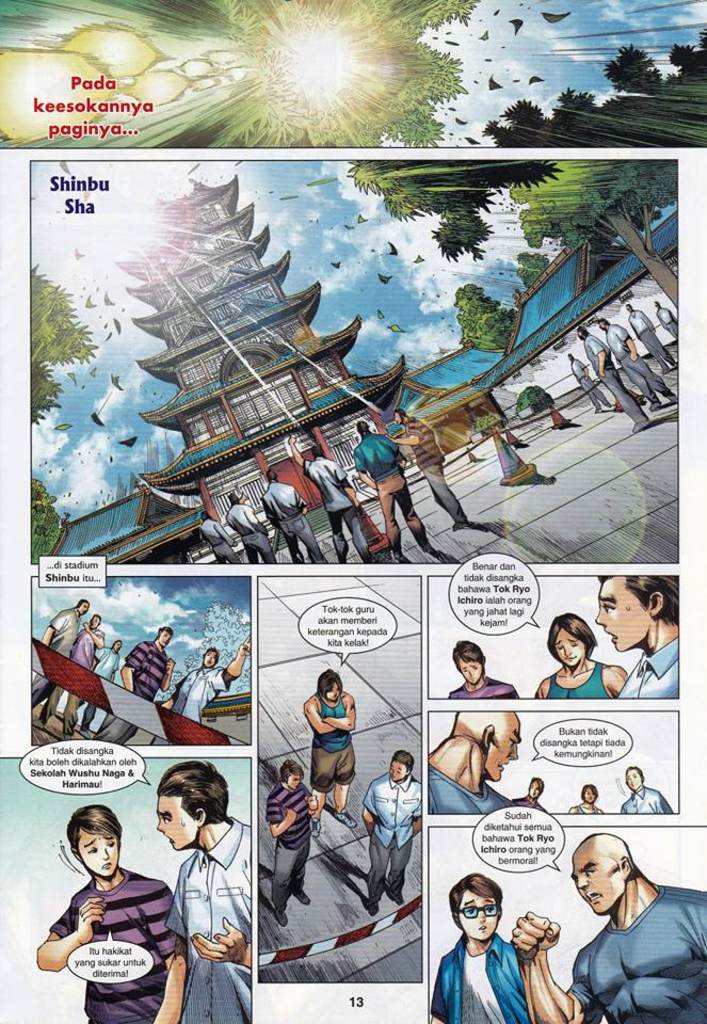 Pada
keesokannya
paginya...
Shinbu
Sha
...di stadium
Shinbu itu...
Tidak disangka
kita boleh dikalahkan oleh
Sekolah Wushu Naga &
Harimau!
Itu hakikat
yang sukar untuk
diterima!
Tok-tok guru
akan memberi
keterangan kepada
kita kelak!
Benar dan
tidak disangka
bahawa Tok Ryo
Ichiro ialah orang
yang jahat lagi
kejam!
Bukan tidak
disangka tetapi tiada
kemungkinan!
Sudah
diketahui semua
bahawa Tok Ryo
Ichiro orang yang
bermoral!
13